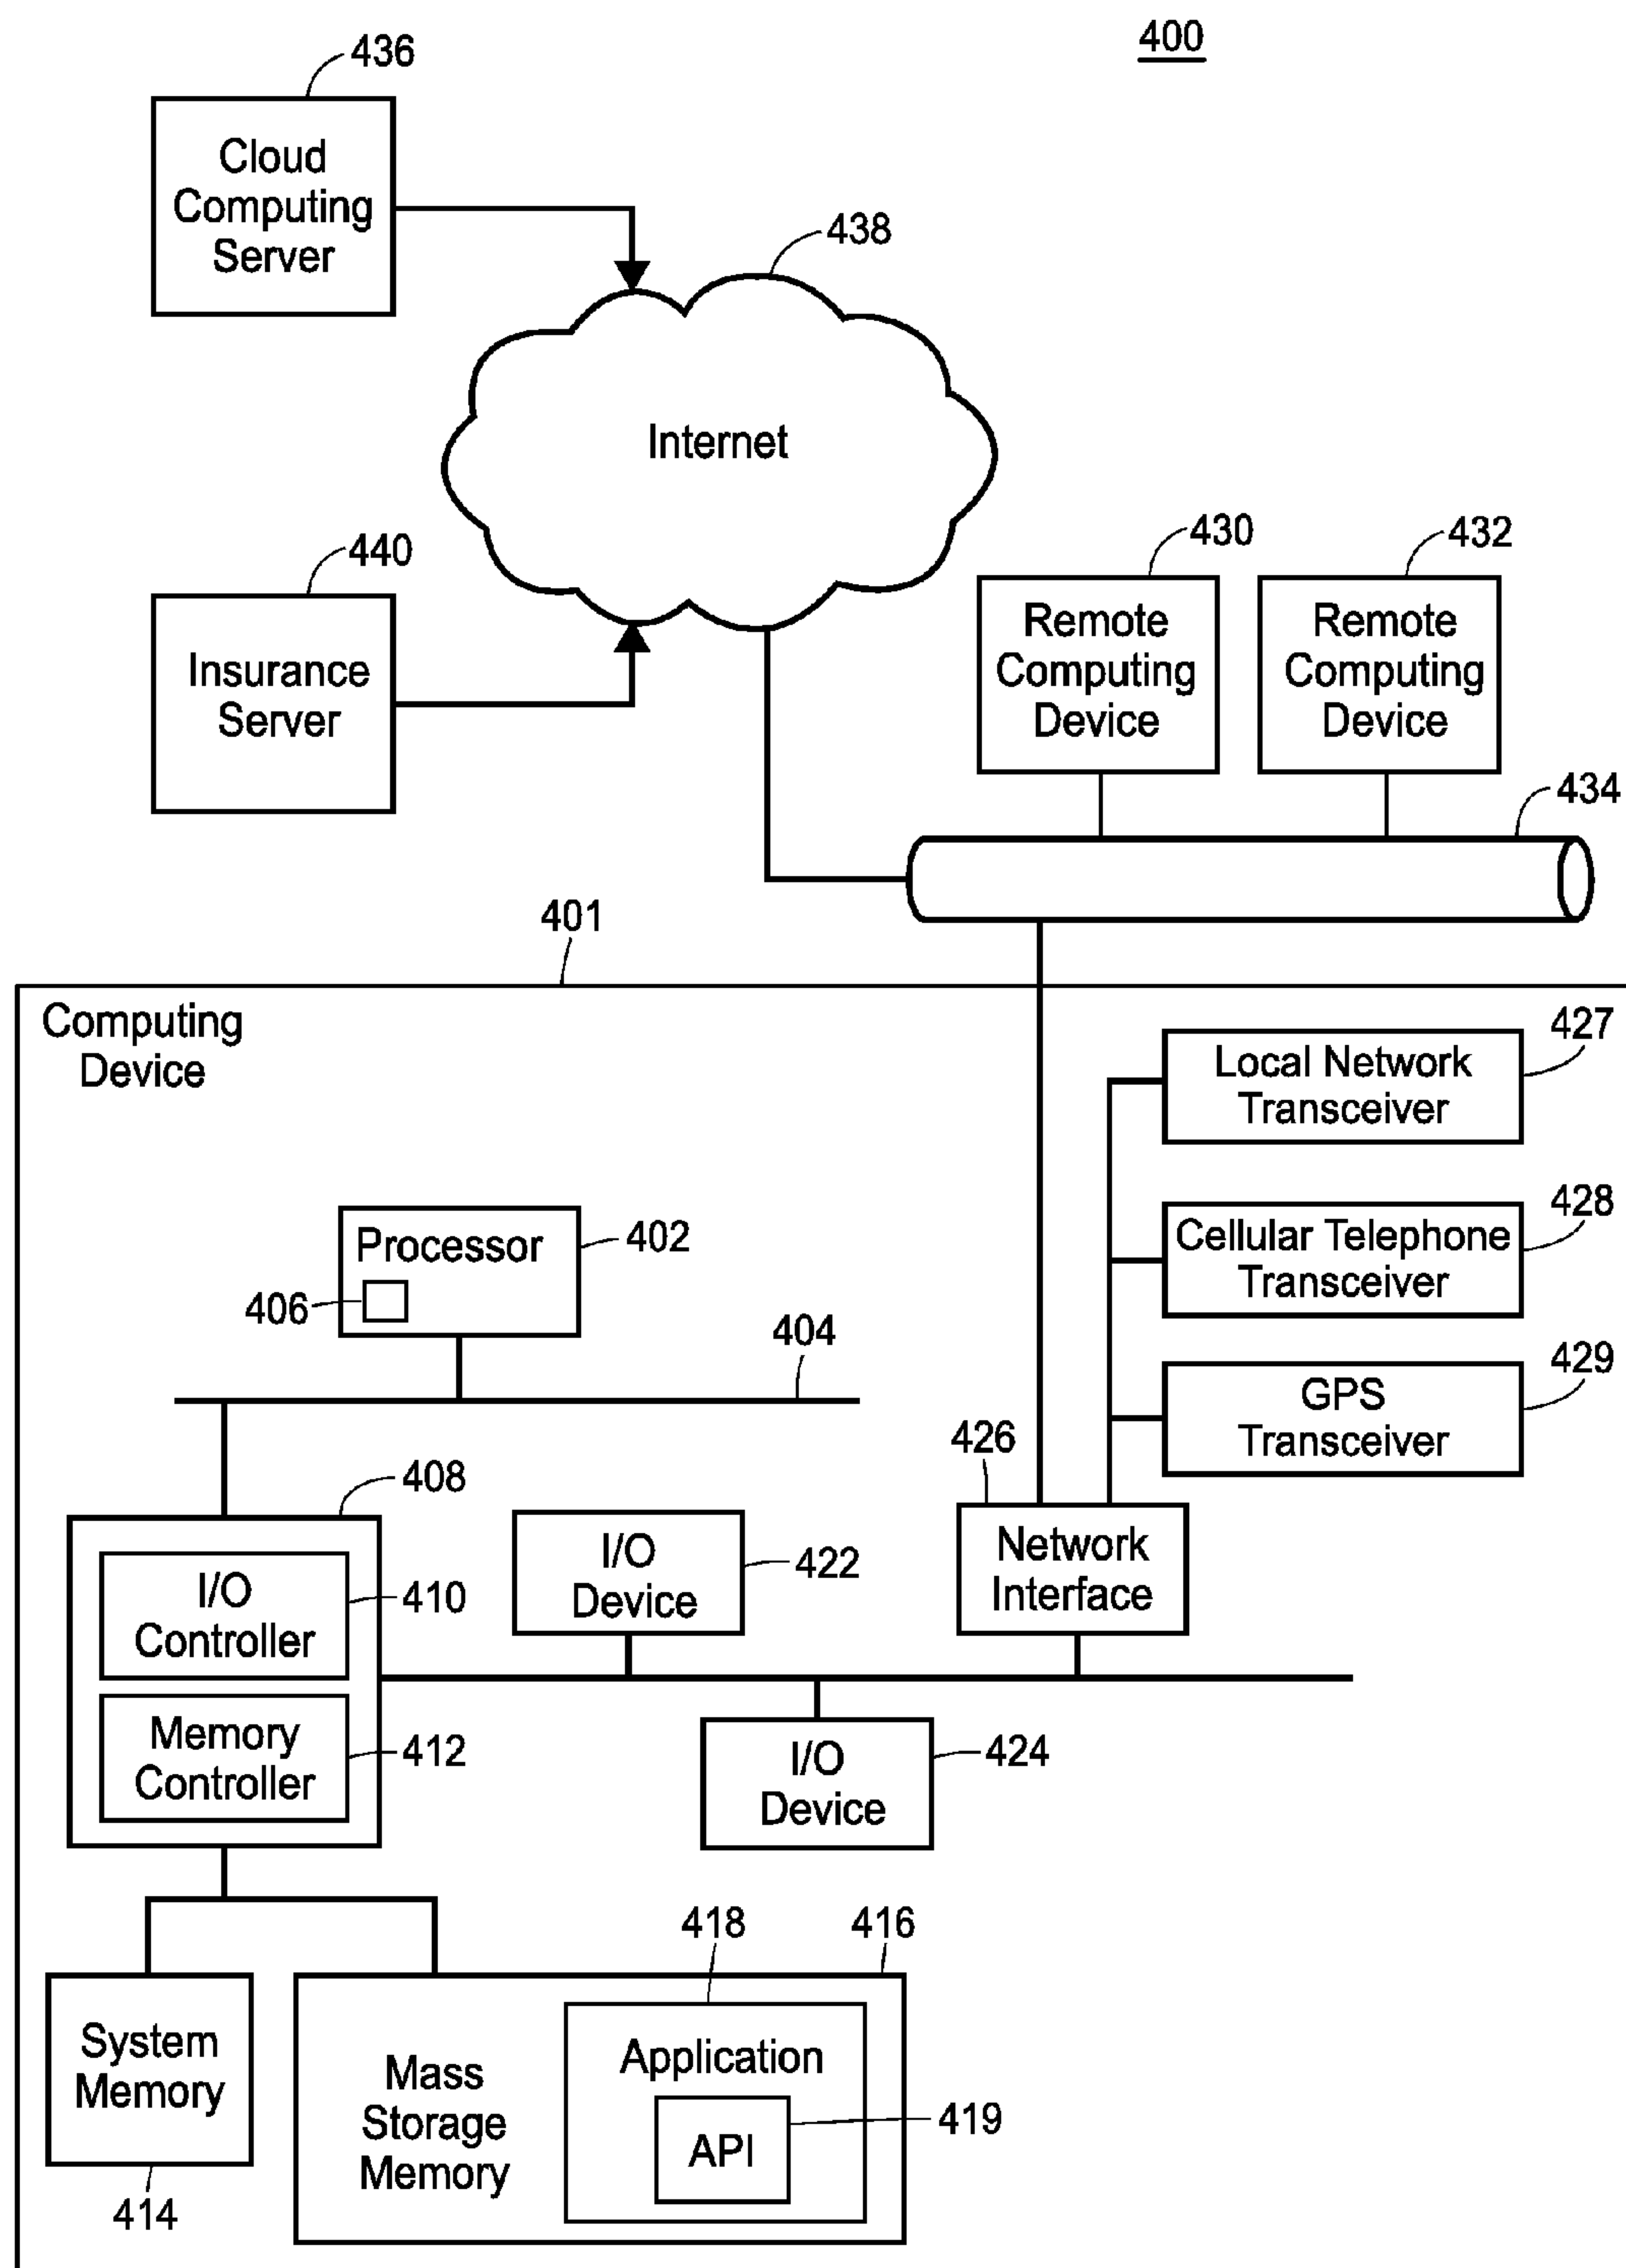 400
436
Cloud
Computing
Server
438
Internet
440
Insurance
Server
430
Remote
Computing
Device
432
Remote
Computing
Device
434
401
Computing
Device
427
Local Network
Transceiver
428
Cellular Telephone
Transceiver
429
GPS
Transceiver
Processor
402
406
404
408
I/O
Controller
410
Memory
Controller
412
I/O
Device
422
426
Network
Interface
I/O
Device
424
System
Memory
414
418
416
Mass
Storage
Memory
Application
API
419